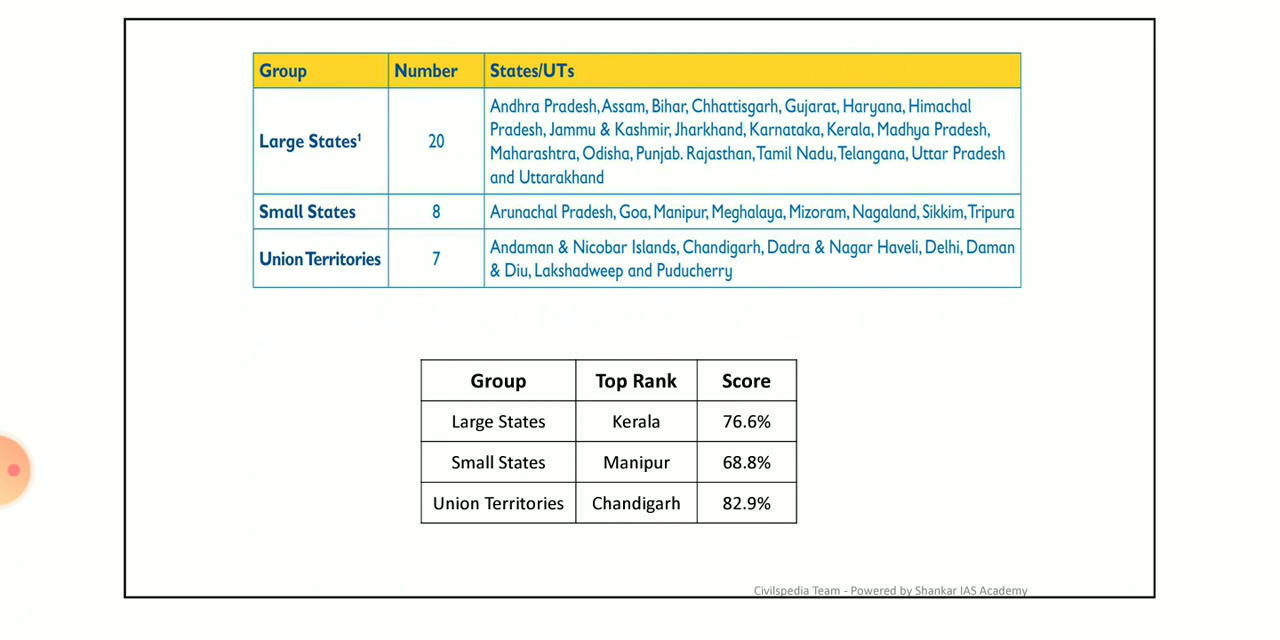 Group Number States/UTs
Andhra Pradesh, Assam, Bihar, Chhattisgarh, Gujarat, Haryana, Himachal
Pradesh, Jammu & Kashmir, Jharkhand, Karnataka, Kerala, Madhya Pradesh,
Large States¹ 20
Maharashtra, Odisha, Punjab. Rajasthan, Tamil Nadu, Telangana, Uttar Pradesh
and Uttarakhand
Small States 8 Arunachal Pradesh, Goa, Manipur, Meghalaya, Mizoram, Nagaland, Sikkim, Tripura
Union Territories 7
Andaman & Nicobar Islands, Chandigarh, Dadra & Nagar Haveli, Delhi, Daman
& Diu, Lakshadweep and Puducherry
Group Top Rank Score
Large States Kerala 76.6%
Small States Manipur 68.8%
Union Territories Chandigarh 82.9%
Civilspedia Team - Powered by Shankar IAS Academy